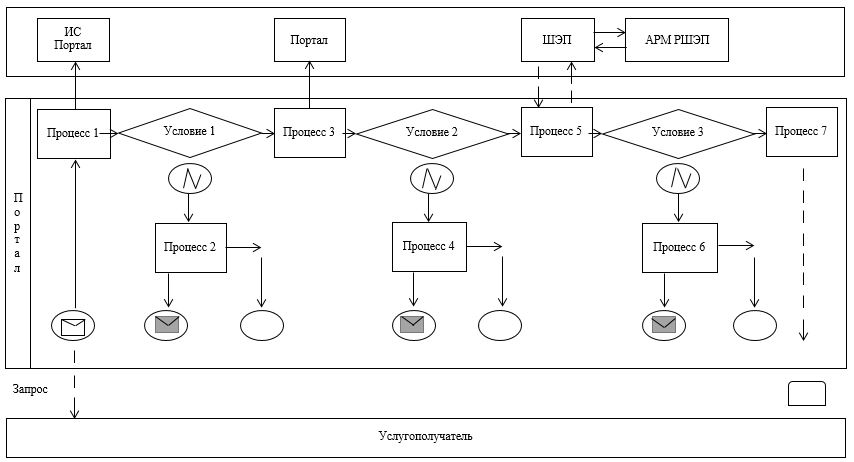 ИС
Портал
Портал
ШЭП
АРМ РШЭП
Процесс 1
Условие 1
Процесс 3
Условие 2
Процесс 5
Условие 3
Процесс 7
Портал
Процесс 2
Процесс 4
Процесс 6
Запрос
Услугополучатель